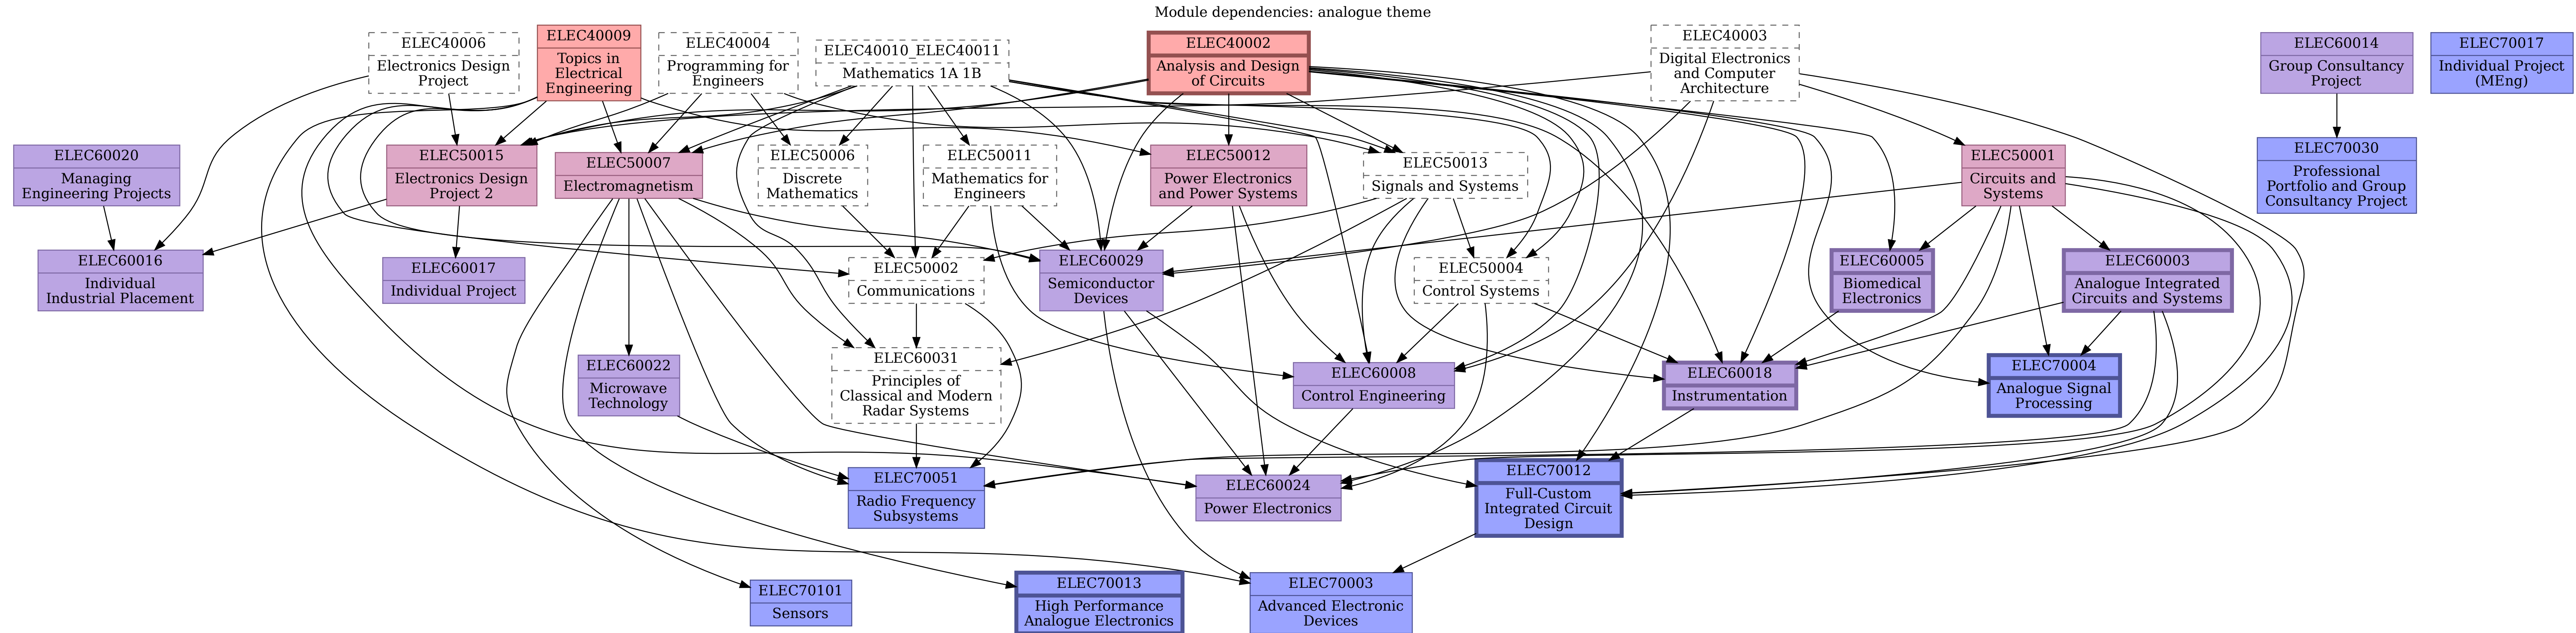 Module dependencies: analogue theme
ELEC40006
Electronics Design
Project
ELEC40009
Topics in
Electrical
Engineering
ELEC40004
Programming for
Engineers
ELEC40010_ELEC40011
Mathematics 1A 1B
ELEC40002
Analysis and Design
of Circuits
ELEC40003
Digital Electronics
and Computer
Architecture
ELEC60014
Group Consultancy
Project
ELEC70017
Individual Project
(MEng)
ELEC60020
Managing
Engineering Projects
ELEC50015
Electronics Design
Project 2
ELEC50007
Electromagnetism
ELEC50006
Discrete
Mathematics
ELEC50011
Mathematics for
Engineers
ELEC50012
Power Electronics
and Power Systems
ELEC50013
Signals and Systems
ELEC50001
Circuits and
Systems
ELEC70030
Professional
Portfolio and Group
Consultancy Project
ELEC60016
Individual
Industrial Placement
ELEC60017
Individual Project
ELEC50002
Communications
ELEC60029
Semiconductor
Devices
ELEC50004
Control Systems
ELEC60005
Biomedical
Electronics
ELEC60003
Analogue Integrated
Circuits and Systems
ELEC60022
Microwave
Technology
ELEC60031
Principles of
Classical and Modern
Radar Systems
ELEC60008
Control Engineering
ELEC60018
Instrumentation
ELEC70004
Analogue Signal
Processing
ELEC70051
Radio Frequency
Subsystems
ELEC60024
Power Electronics
ELEC70012
Full-Custom
Integrated Circuit
Design
ELEC70101
Sensors
ELEC70013
High Performance
Analogue Electronics
ELEC70003
Advanced Electronic
Devices